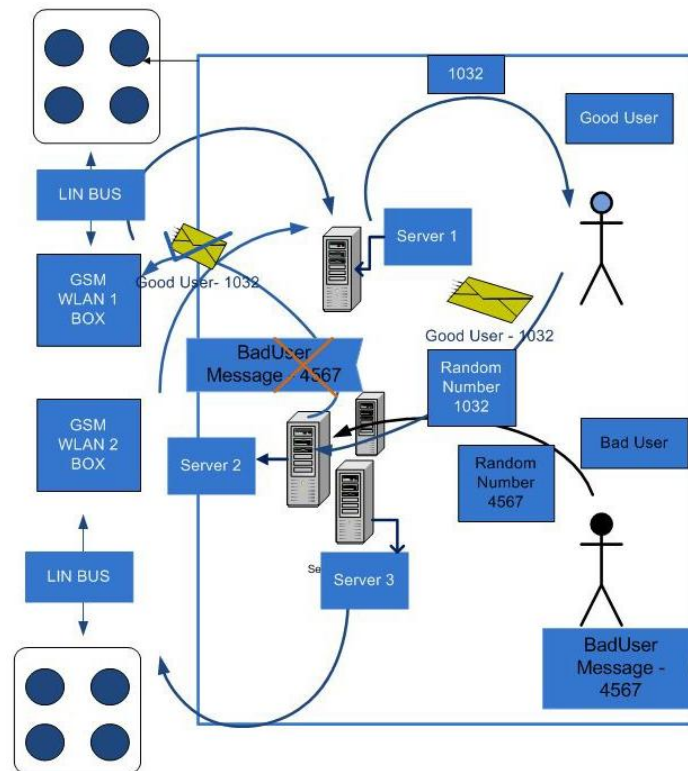 1032
Good User
LIN BUS
Server 1
GSM
WLAN 1
BOX
Good User- 1032
Good User - 1032
BadUser
Message - 4567
Random
Number
1032
GSM
WLAN 2
BOX
Server 2
Bad User
Random
Number
4567
LIN BUS
Se
Server 3
BadUser
Message -
4567